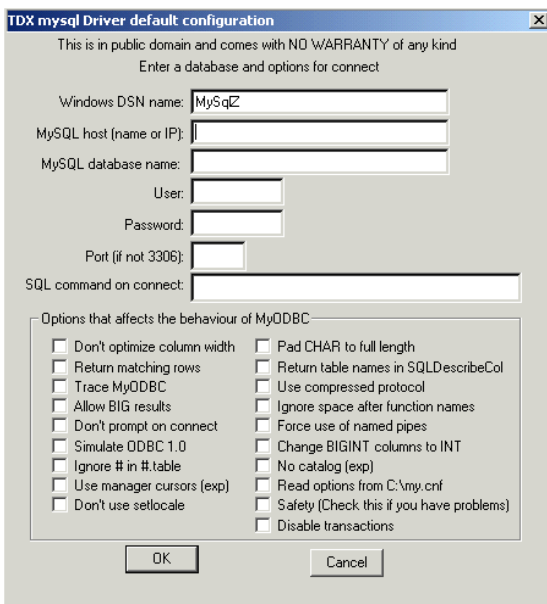 TDX mysql Driver default configuration
This is in public domain and comes with NO WARRANTY of any kind
Enter a database and options for connect
Windows DSN name: MySqlZ
MySQL host (name or IP):
MySQL database name:
User:
Password:
Port (if not 3306):
SQL command on connect:
Options that affects the behaviour of MyODBC
Don't optimize column width
Return matching rows
Trace MyODBC
Allow BIG results
Don't prompt on connect
Simulate ODBC 1.0
Ignore # in #.table
Use manager cursors (exp)
Don't use setlocale
Pad CHAR to full length
Return table names in SQLDescribeCol
Use compressed protocol
Ignore space after function names
Force use of named pipes
Change BIGINT columns to INT
No catalog (exp)
Read options from C:\my.cnf
Safety (Check this if you have problems)
Disable transactions
OK
Cancel